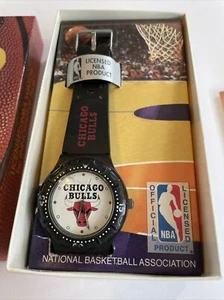 LICENSED
NBA
PRODUCT
CHICAGO
BULLS
CHICAGO
BULLS
OFFICIAL
LICENSED
NBA
PRODUCT
NATIONAL BASKETBALL ASSOCIATION